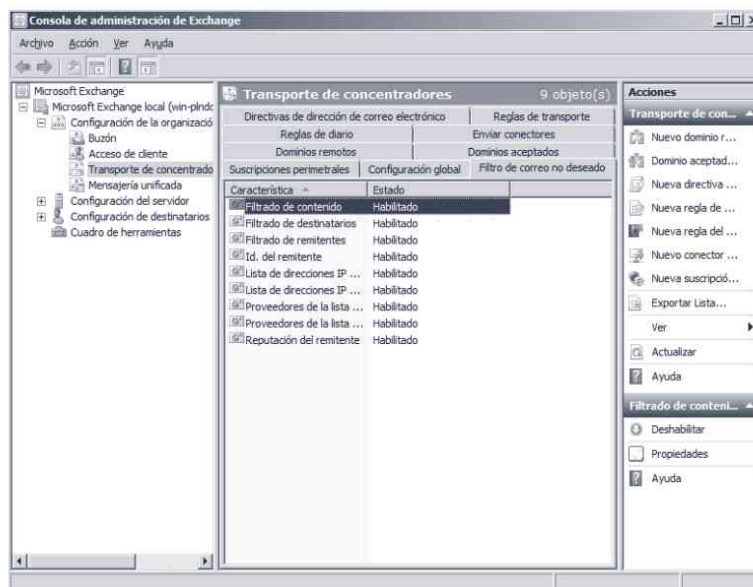 Consola de administración de Exchange
Archivo Acción Ver Ayuda
Microsoft Exchange
Microsoft Exchange local (win-plndc
Configuración de la organizació
Buzón
Acceso de cliente
Transporte de concentrado
Mensajería unificada
Configuración del servidor
Configuración de destinatarios
Cuadro de herramientas
Transporte de concentradores 9 objeto(s)
Directivas de dirección de correo electrónico Reglas de transporte
Reglas de diario Enviar conectores
Dominios remotos Dominios aceptados
Suscripciones perimetrales Configuración global Filtro de correo no deseado
Característica Estado
Filtrado de contenido Habilitado
Filtrado de destinatarios Habilitado
Filtrado de remitentes Habilitado
Id. del remitente Habilitado
Lista de direcciones IP ... Habilitado
Lista de direcciones IP ... Habilitado
Proveedores de la lista ... Habilitado
Proveedores de la lista ... Habilitado
Reputación del remitente Habilitado
Acciones
Transporte de con...
Nuevo dominio r...
Dominio aceptad...
Nueva directiva ...
Nueva regla de ...
Nueva regla del ...
Nuevo conector ...
Nueva suscripció...
Exportar Lista...
Ver
Actualizar
Ayuda
Filtrado de conteni...
Deshabilitar
Propiedades
Ayuda